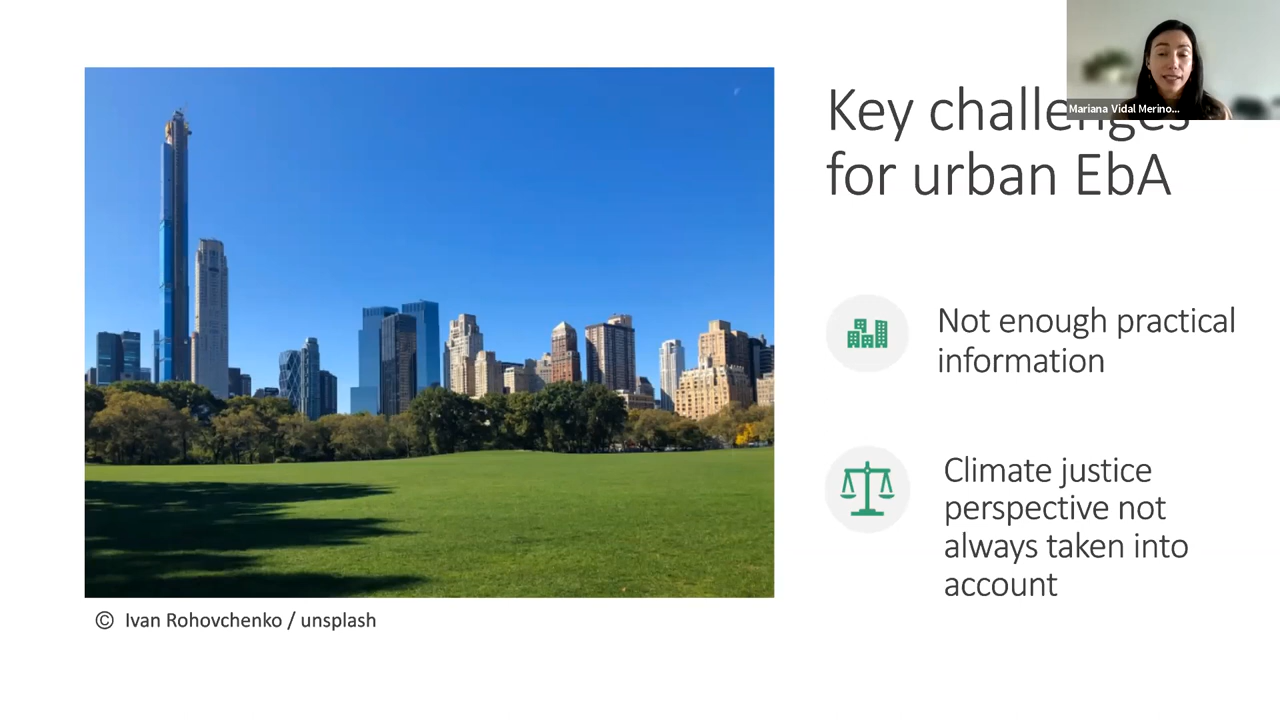 Mariana Vidal Merino...
Key challenges
for urban EbA
Not enough practical
information
Climate justice
perspective not
always taken into
account
© Ivan Rohovchenko / unsplash